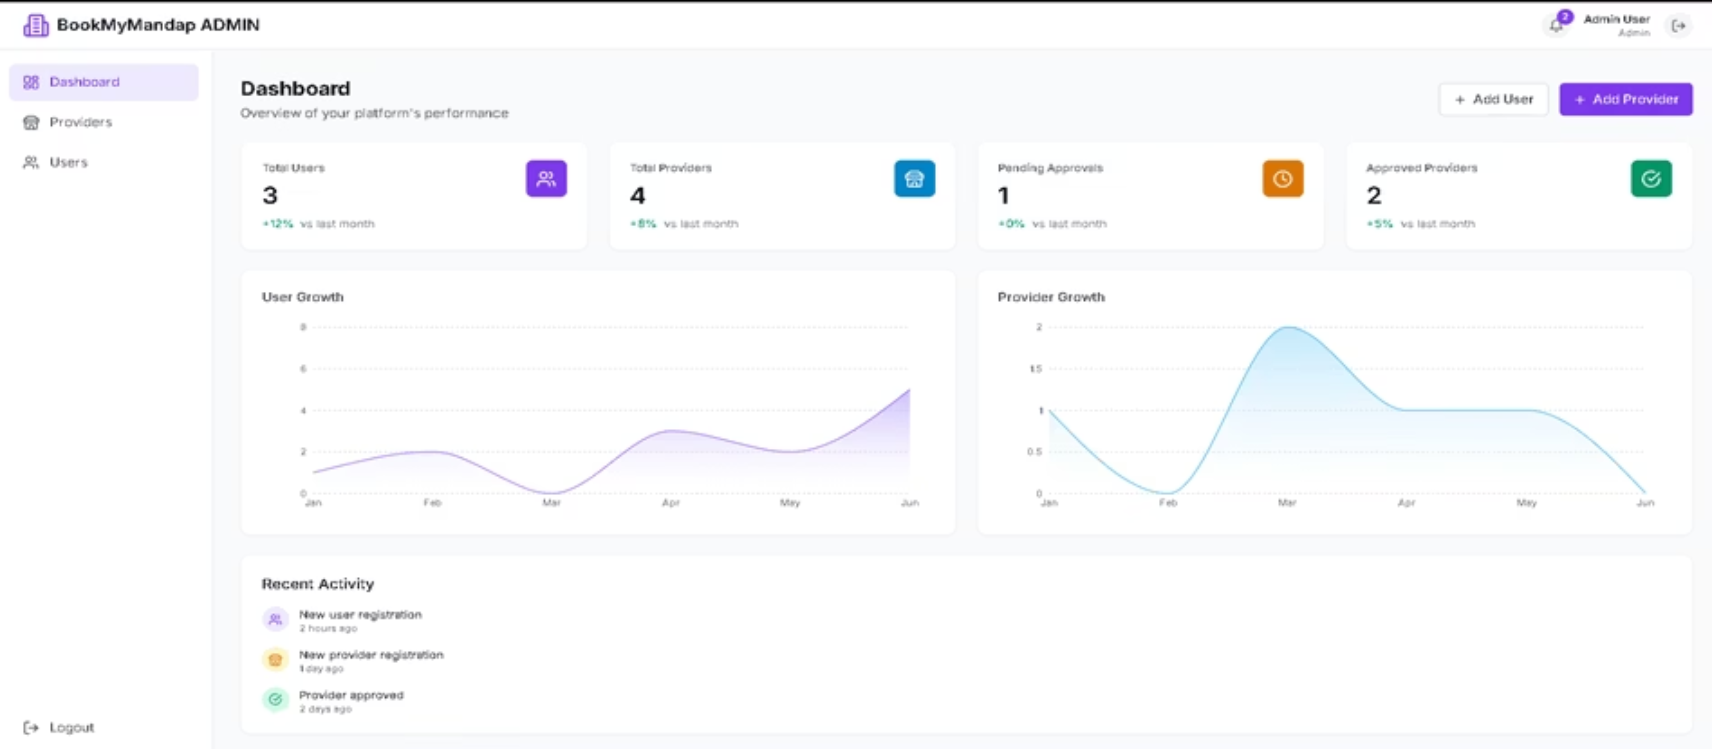 BookMyMandap ADMIN
2
Admin User
Admin
Dashboard
Providers
Users
Logout
Dashboard
Overview of your platform's performance
+ Add User
+ Add Provider
Total Users
3
+12% vs last month
Total Providers
4
+8% vs last month
Pending Approvals
1
+0% vs last month
Approved Providers
2
+5% vs last month
User Growth
8
6
4
2
0
Jan Feb Mar Apr May Jun
Provider Growth
2
1.5
1
0.5
0
Jan Feb Mar Apr May Jun
Recent Activity
New user registration
2 hours ago
New provider registration
1 day ago
Provider approved
2 days ago